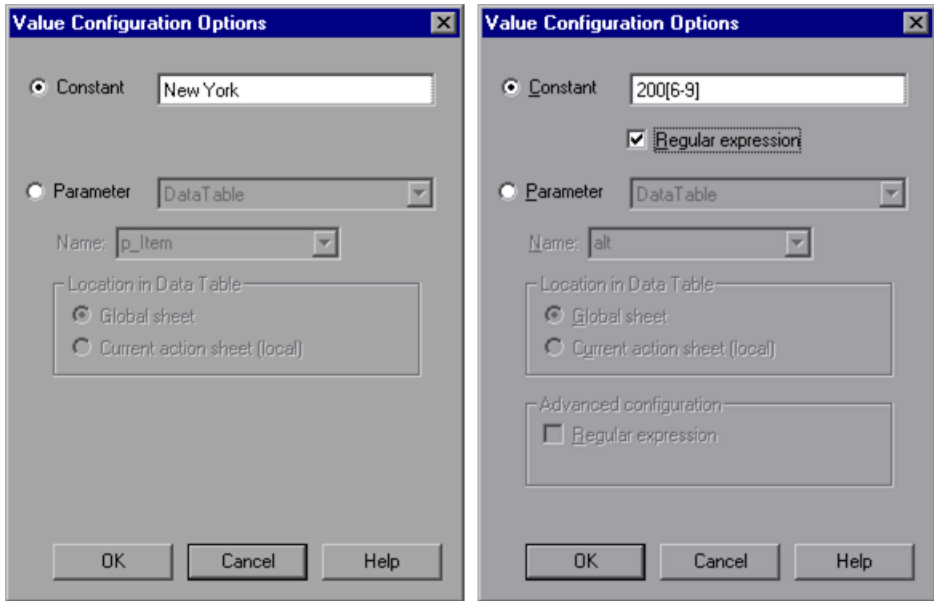 Value Configuration Options
Constant New York
Parameter DataTable
Name: p_Item
Location in Data Table
Global sheet
Current action sheet (local)
OK Cancel Help
Value Configuration Options
Constant 200[6-9]
Regular expression
Parameter DataTable
Name: alt
Location in Data Table
Global sheet
Current action sheet (local)
Advanced configuration
Regular expression
OK Cancel Help